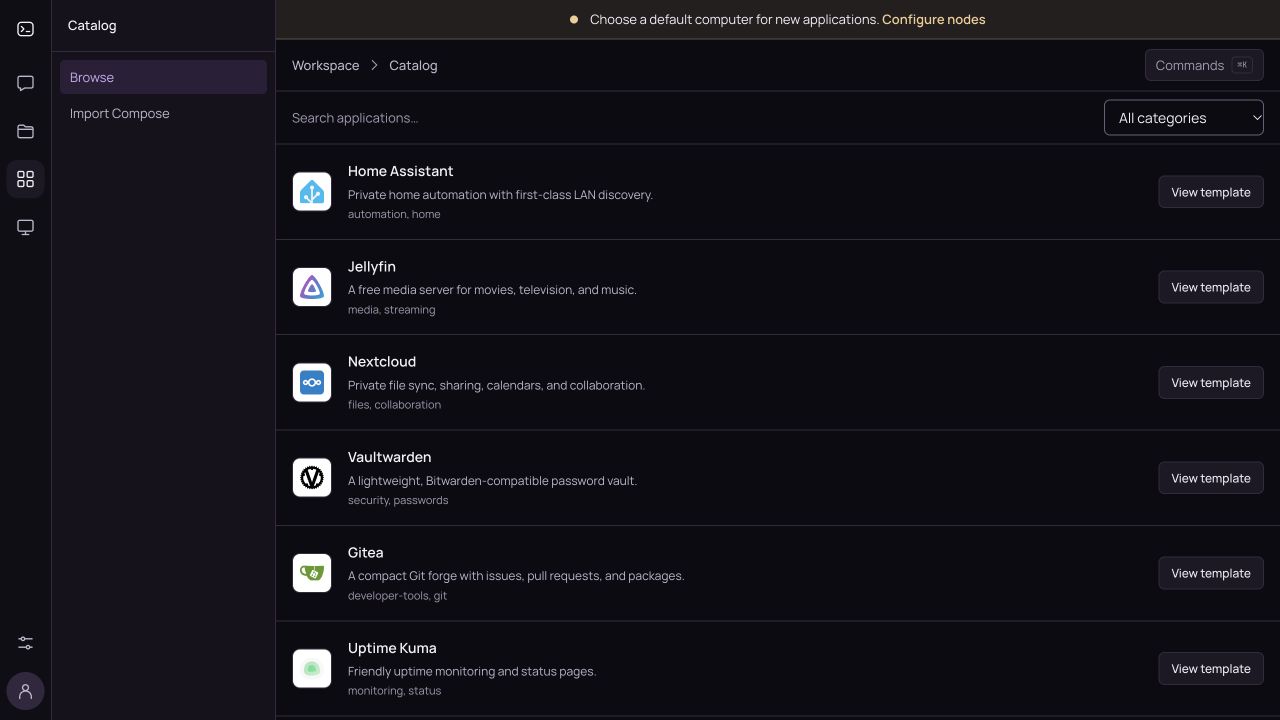 Catalog
Browse
Import Compose
Choose a default computer for new applications. Configure nodes
Workspace > Catalog
Commands ⌘K
Search applications…
All categories
Home Assistant
Private home automation with first-class LAN discovery.
automation, home
View template
Jellyfin
A free media server for movies, television, and music.
media, streaming
View template
Nextcloud
Private file sync, sharing, calendars, and collaboration.
files, collaboration
View template
Vaultwarden
A lightweight, Bitwarden-compatible password vault.
security, passwords
View template
Gitea
A compact Git forge with issues, pull requests, and packages.
developer-tools, git
View template
Uptime Kuma
Friendly uptime monitoring and status pages.
monitoring, status
View template